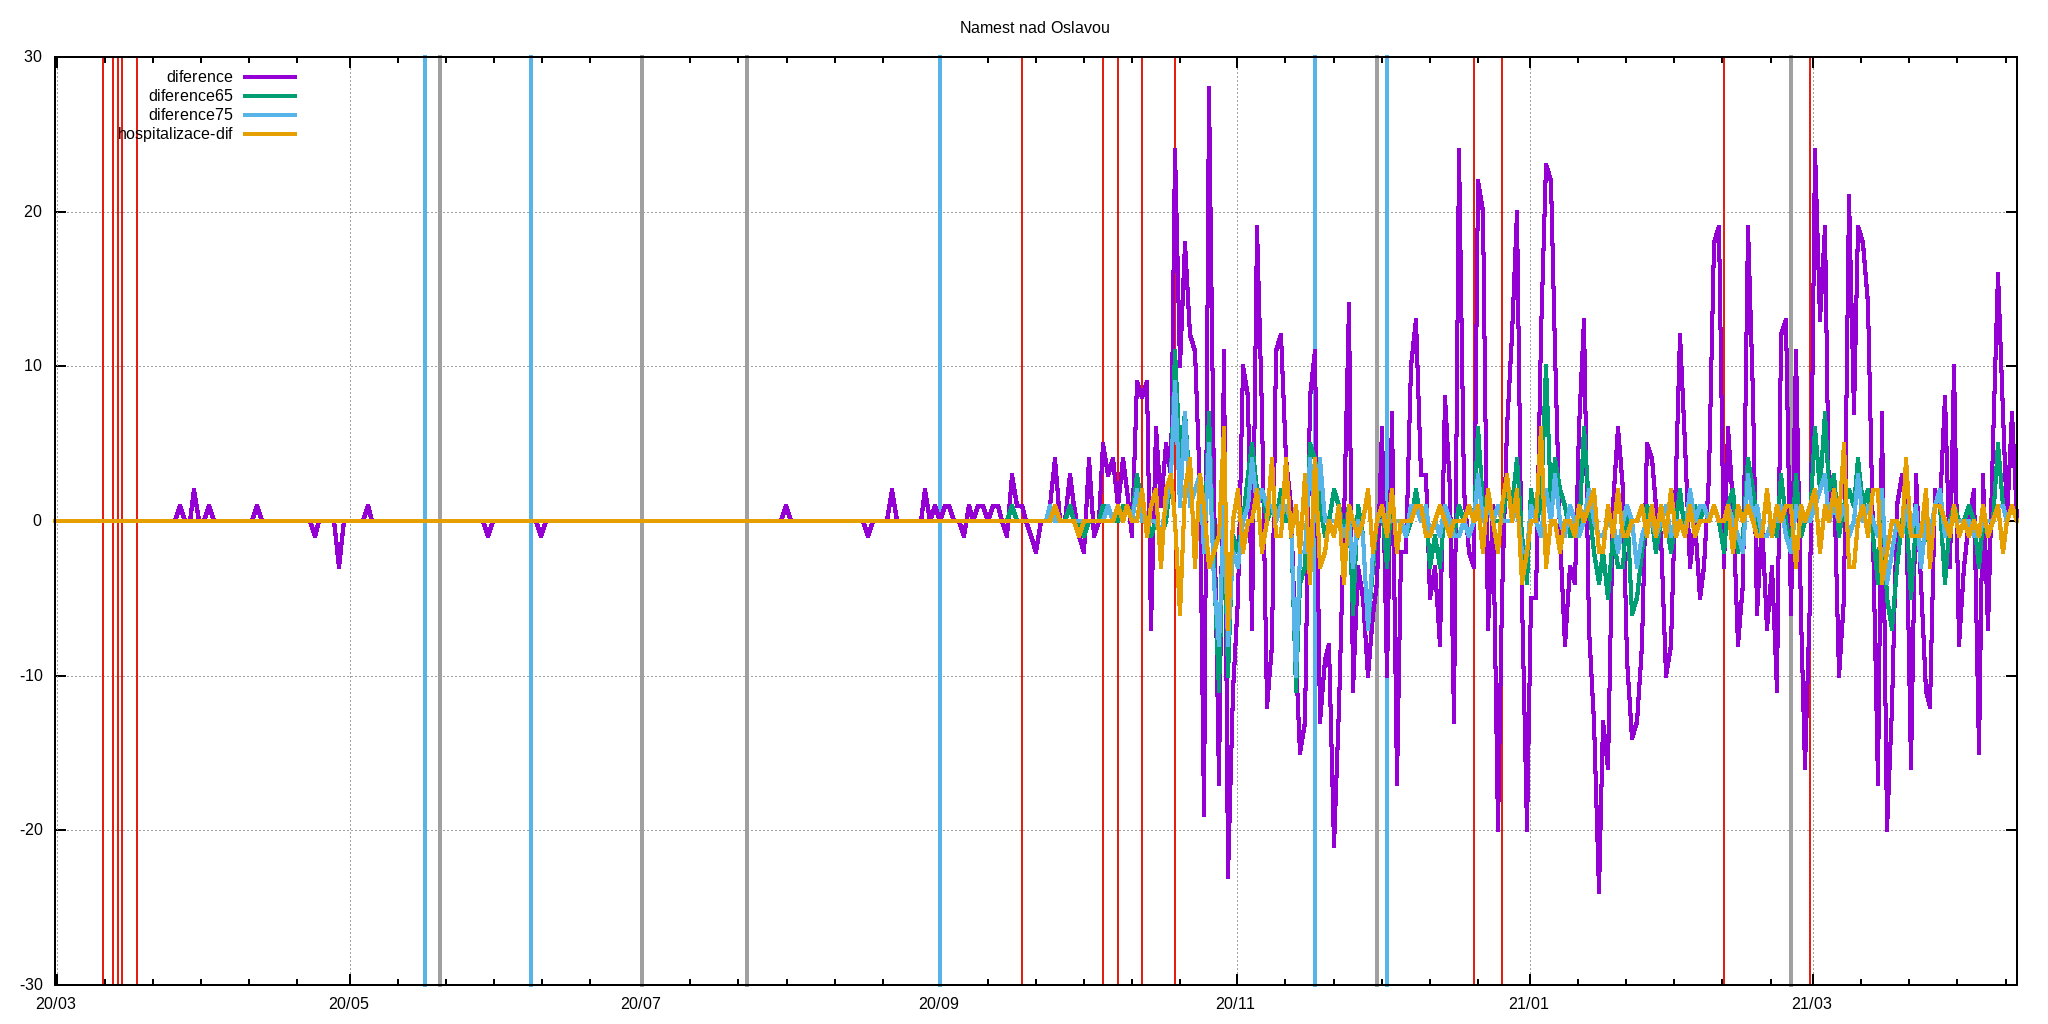 Namest nad Oslavou
30
20
10
0
-10
-20
-30
diference
diference65
diference75
hospitalizace-dif
20/03
20/05
20/07
20/09
20/11
21/01
21/03